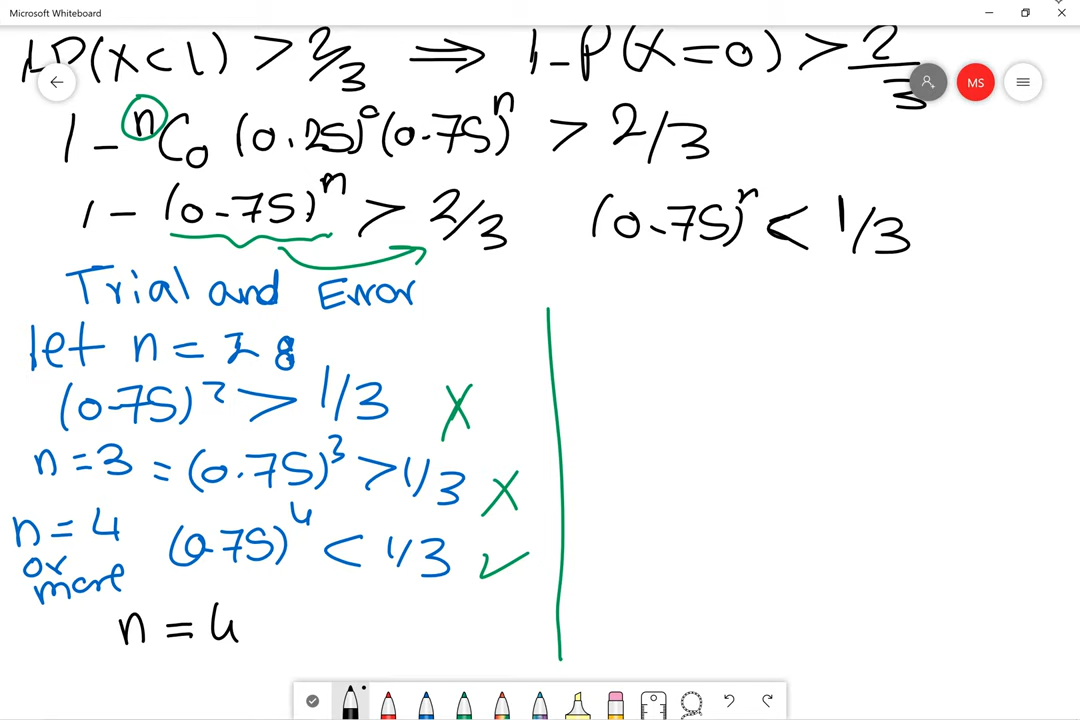 Microsoft Whiteboard
1-P(X<1) > 2/3 ⟹ 1-P(X=0) > 2/3
MS
1 - ⁿC₀ (0.25)⁰(0.75)ⁿ > 2/3
1 - (0.75)ⁿ > 2/3 (0.75)ⁿ < 1/3
Trial and Error
let n = 2 8
(0.75)² > 1/3 X
n = 3 = (0.75)³ > 1/3 X
n = 4 (0.75)⁴ < 1/3 ✓
or
more
n = 4